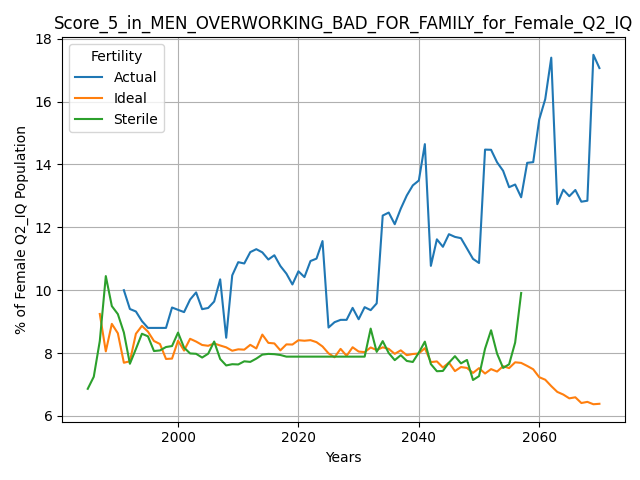 Score_5_in_MEN_OVERWORKING_BAD_FOR_FAMILY_for_Female_Q2_IQ
Fertility
Actual
Ideal
Sterile
% of Female Q2_IQ Population
18
16
14
12
10
8
6
2000
2020
2040
2060
Years